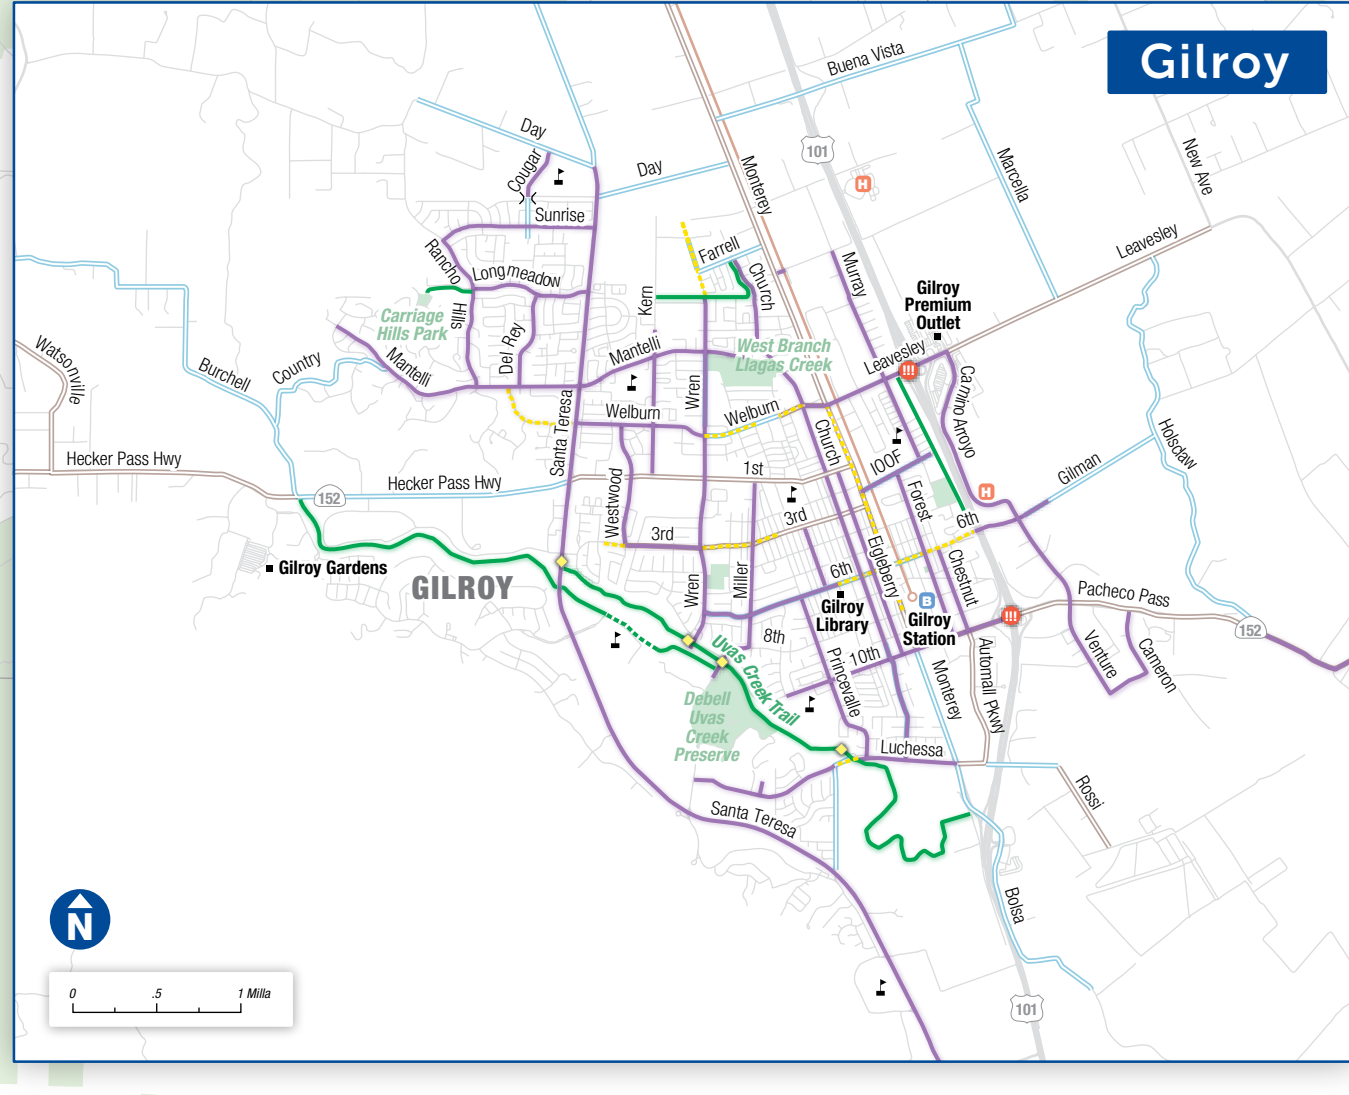 Gilroy
Buena Vista
101
Day
Cougar
Day
Monterey
H
Marcella
New Ave
Sunrise
Leavesley
Rancho
Hills
Longmeadow
Farrell
Church
Murray
Kern
Gilroy
Premium
Outlet
Carriage
Hills Park
Del Rey
West Branch
Llagas Creek
Watsonville
Burchell
Country
Mantelli
Mantelli
Leavesley
Camino Arroyo
Santa Teresa
Welburn
Wren
Welburn
Church
Holsclaw
Hecker Pass Hwy
Hecker Pass Hwy
152
1st
IOOF
Gilman
H
Westwood
3rd
3rd
Forest
6th
Gilroy Gardens
GILROY
Wren
Miller
6th
Eigleberry
Chestnut
Pacheco Pass
152
Gilroy
Library
B
Gilroy
Station
8th
Uvas Creek Trail
10th
Princevalle
Monterey
Automall Pkwy
Venture
Cameron
Debell
Uvas
Creek
Preserve
Luchessa
Rossi
Santa Teresa
Bolsa
N
0 .5 1 Milla
101